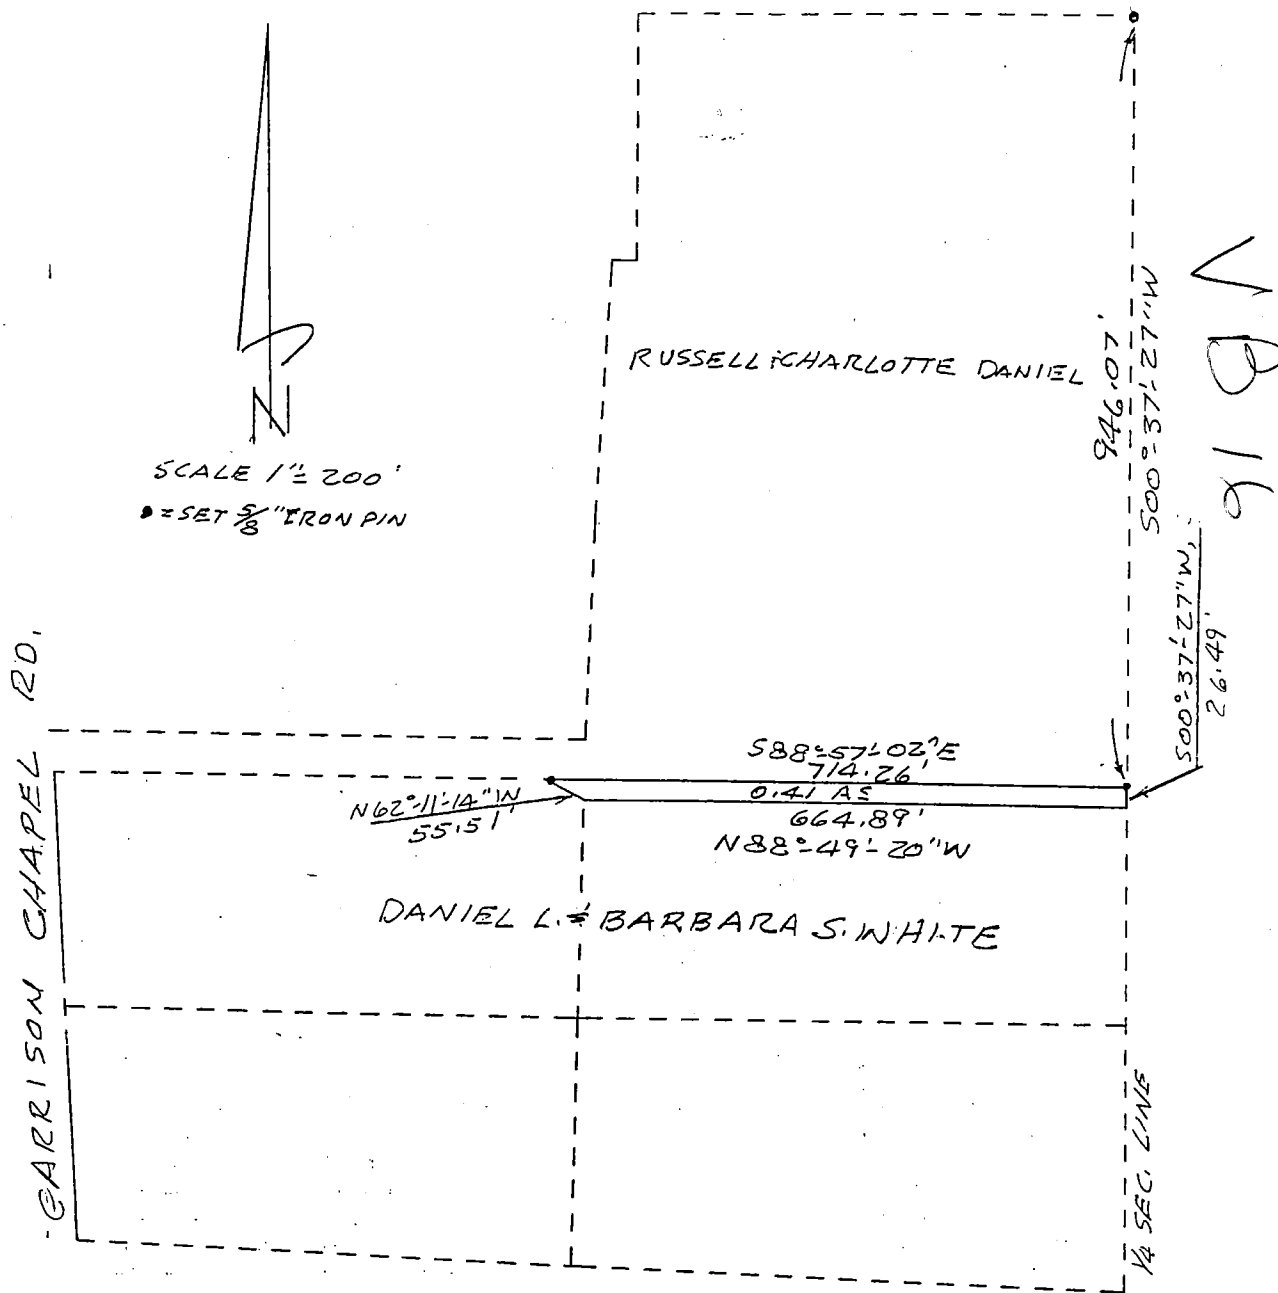 N
SCALE 1" = 200'
• = SET 5/8" IRON PIN
RUSSELL & CHARLOTTE DANIEL
946.07'
S00°-37'-27"W
S00°-37'-27"W,
26.49'
S88°-57'-02"E
714.26'
0.41 AC
664.89'
N88°-49'-20"W
N62°-11'-14"W
55.51'
DANIEL L. & BARBARA S. WHITE
GARRISON CHAPEL RD.
1/4 SEC. LINE